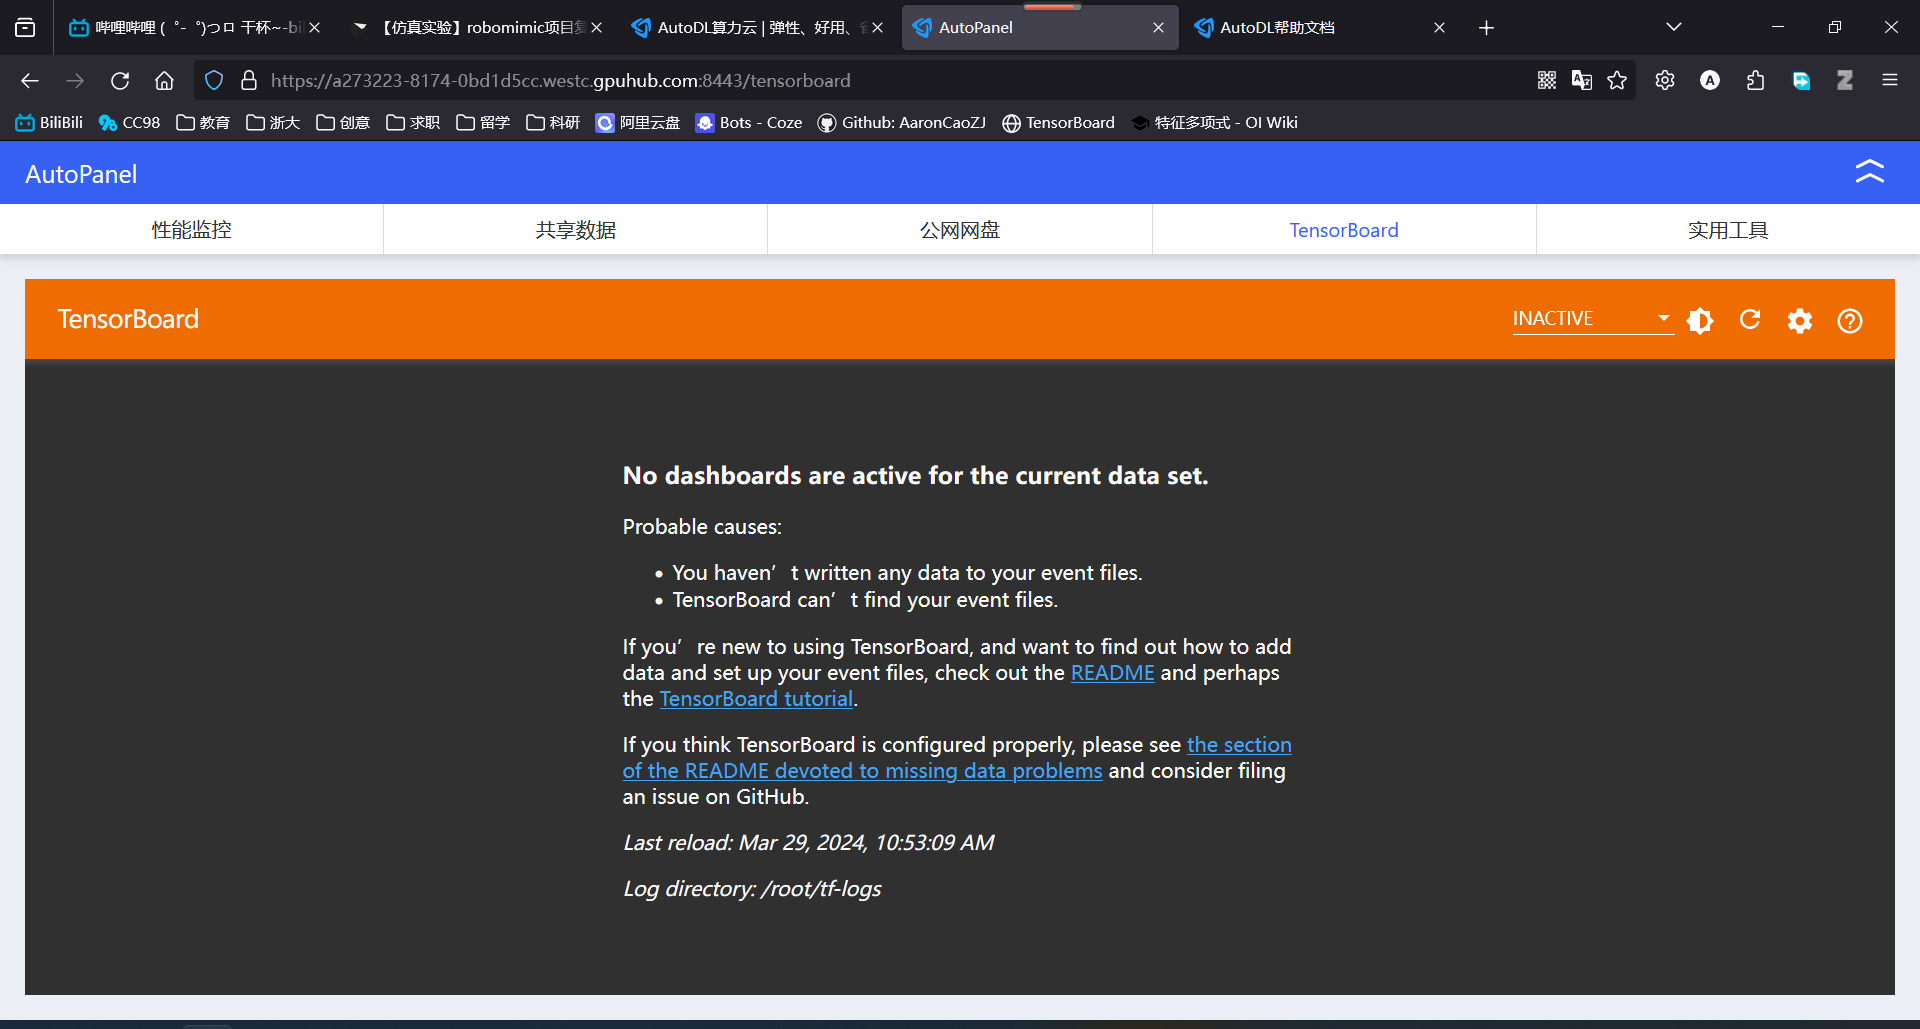 哔哩哔哩 (゜-゜)つロ 干杯~-bi
【仿真实验】robomimic项目
AutoDL算力云 | 弹性、好用、
AutoPanel
AutoDL帮助文档
https://a273223-8174-0bd1d5cc.westc.gpuhub.com:8443/tensorboard
BiliBili
CC98
教育
浙大
创意
求职
留学
科研
阿里云盘
Bots - Coze
Github: AaronCaoZJ
TensorBoard
特征多项式 - OI Wiki
AutoPanel
性能监控
共享数据
公网网盘
TensorBoard
实用工具
TensorBoard
INACTIVE
No dashboards are active for the current data set.
Probable causes:
• You haven’t written any data to your event files.
• TensorBoard can’t find your event files.
If you’re new to using TensorBoard, and want to find out how to add
data and set up your event files, check out the README and perhaps
the TensorBoard tutorial.
If you think TensorBoard is configured properly, please see the section
of the README devoted to missing data problems and consider filing
an issue on GitHub.
Last reload: Mar 29, 2024, 10:53:09 AM
Log directory: /root/tf-logs